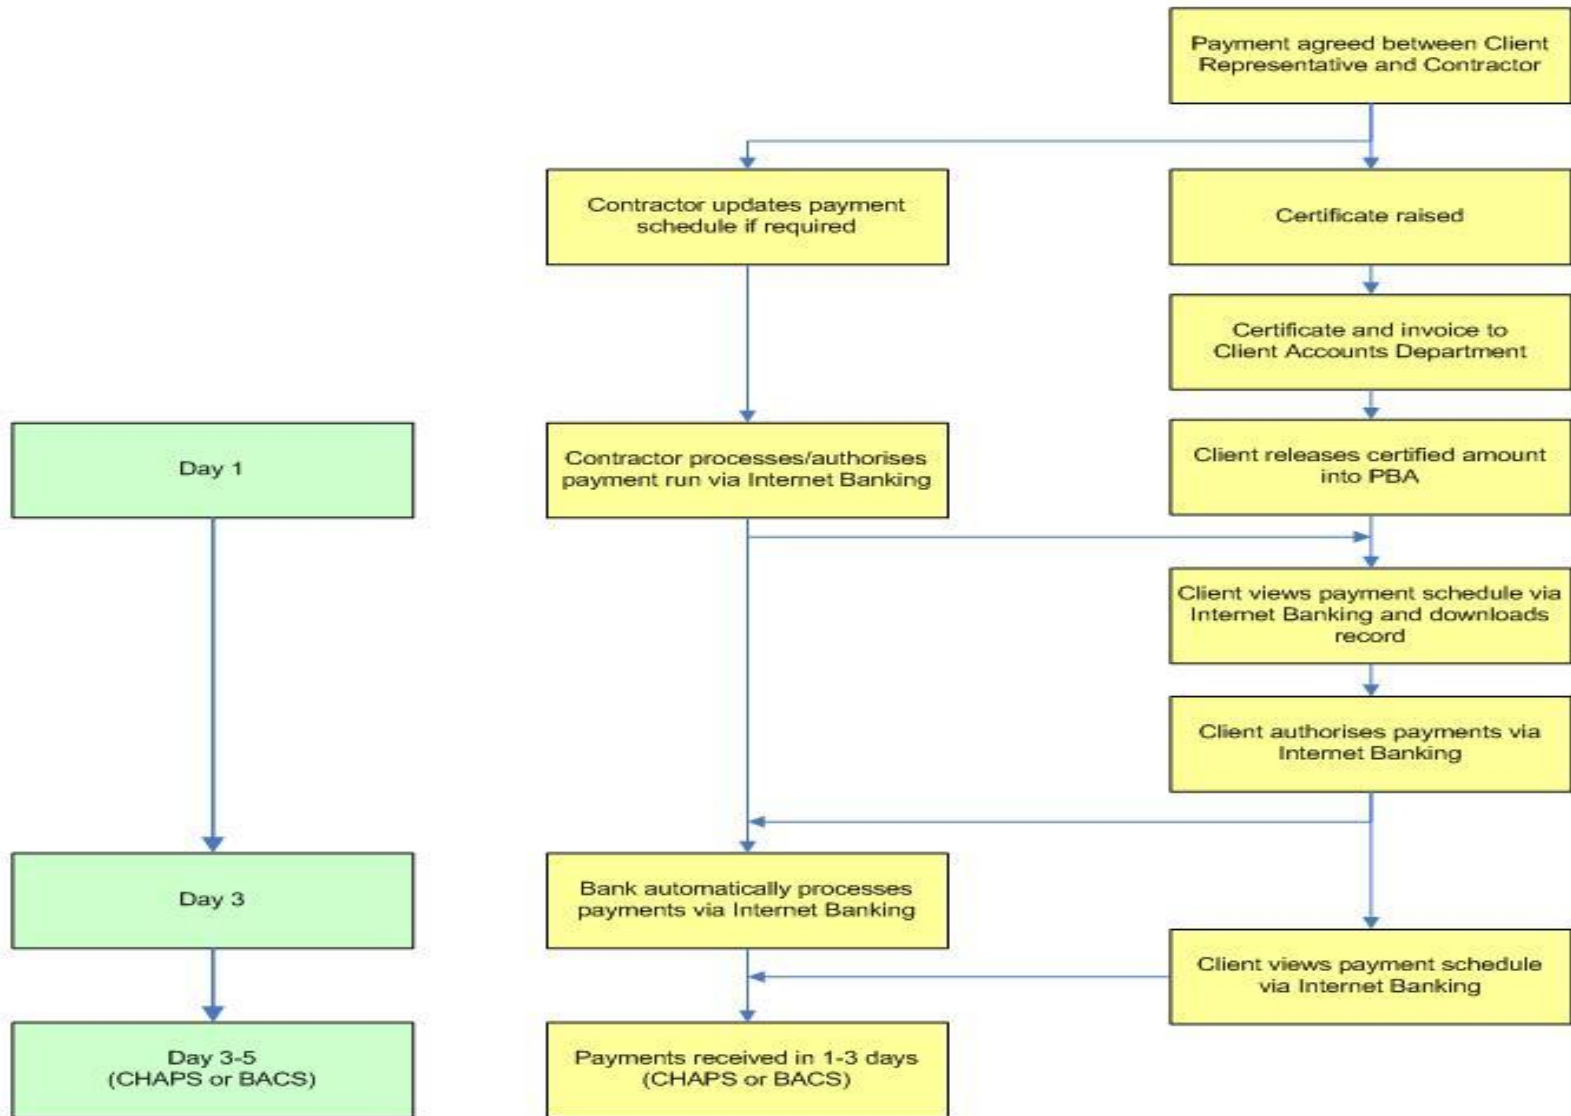 Payment agreed between Client
Representative and Contractor
Contractor updates payment
schedule if required
Certificate raised
Certificate and invoice to
Client Accounts Department
Day 1
Contractor processes/authorises
payment run via Internet Banking
Client releases certified amount
into PBA
Client views payment schedule via
Internet Banking and downloads
record
Client authorises payments via
Internet Banking
Day 3
Bank automatically processes
payments via Internet Banking
Client views payment schedule
via Internet Banking
Day 3-5
(CHAPS or BACS)
Payments received in 1-3 days
(CHAPS or BACS)